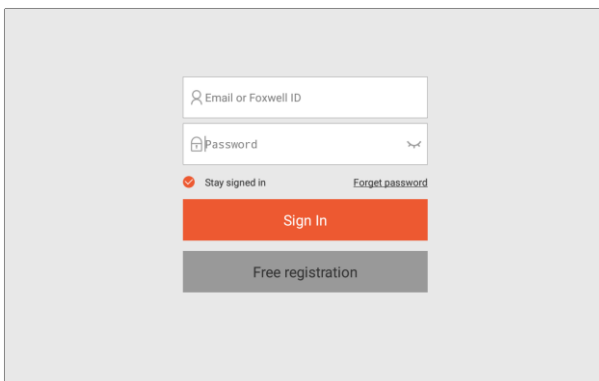 Email or Foxwell ID
Password
Stay signed in Forget password
Sign In
Free registration